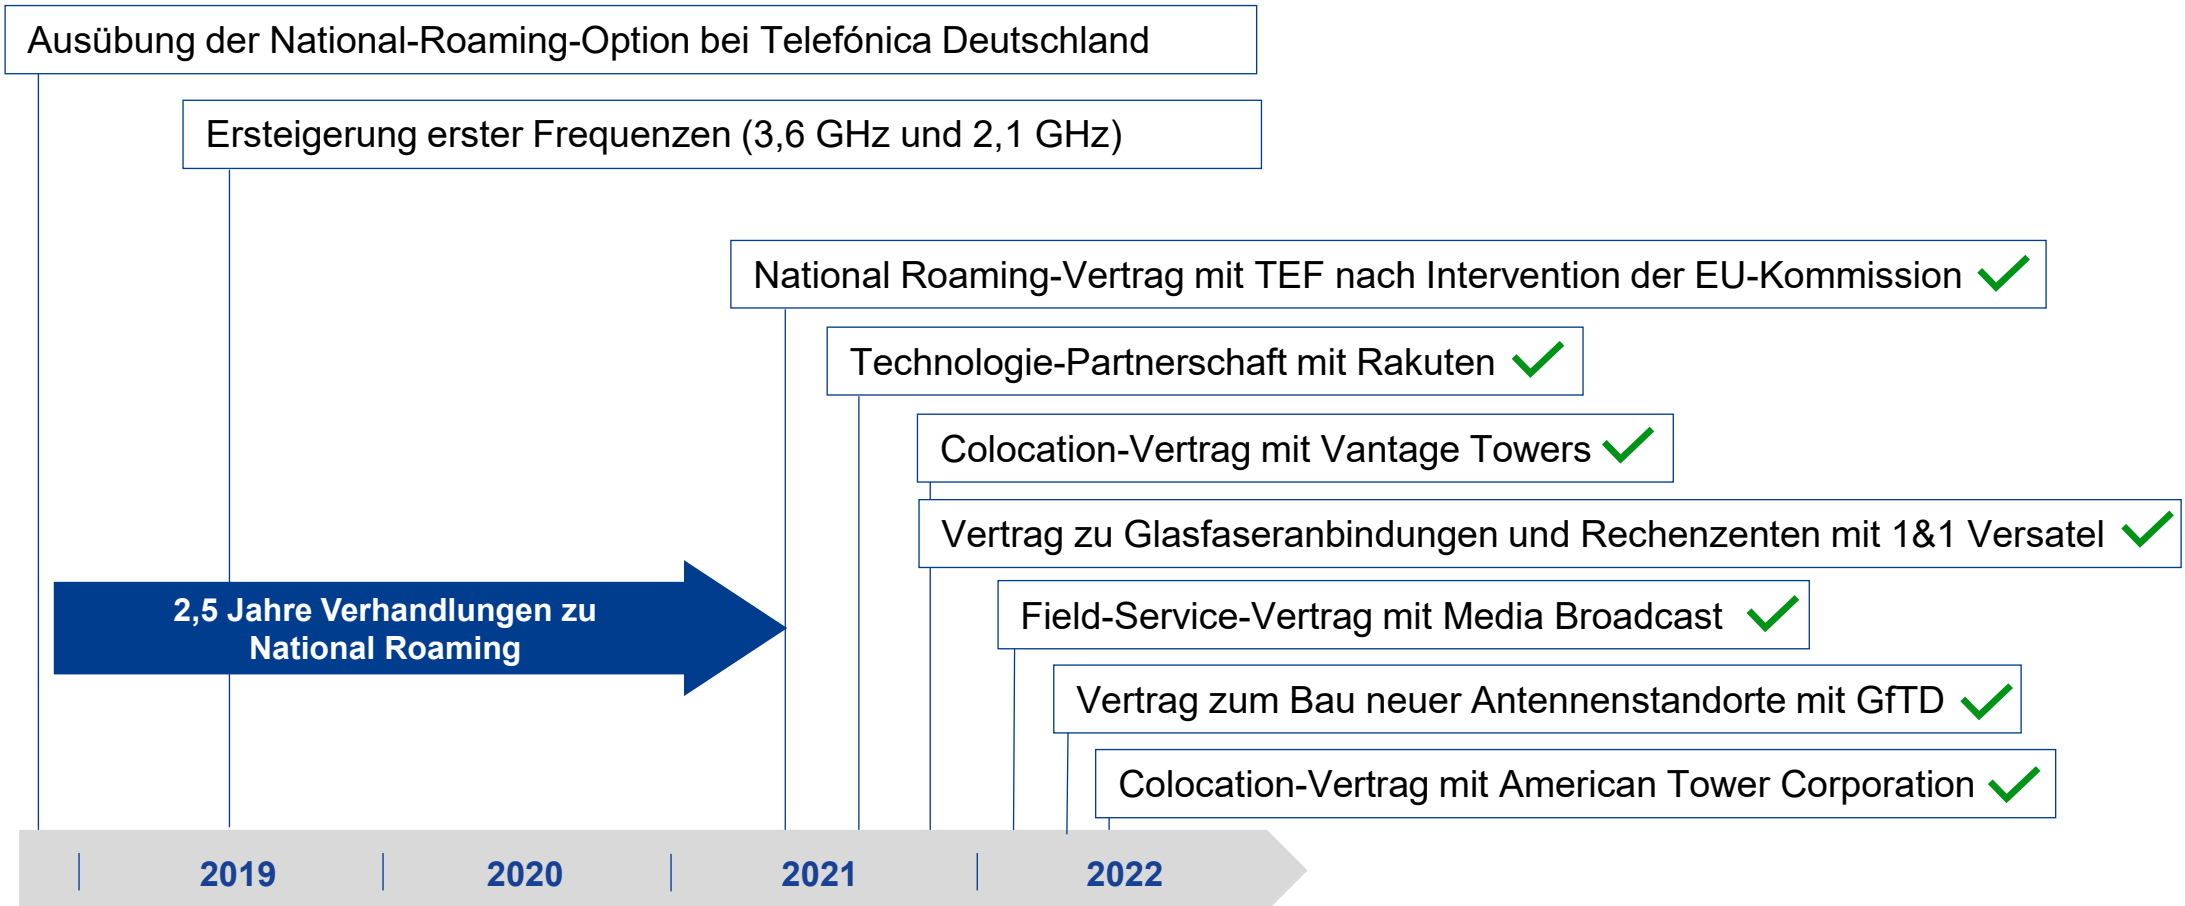 Ausübung der National-Roaming-Option bei Telefónica Deutschland
Ersteigerung erster Frequenzen (3,6 GHz und 2,1 GHz)
National Roaming-Vertrag mit TEF nach Intervention der EU-Kommission
Technologie-Partnerschaft mit Rakuten
Colocation-Vertrag mit Vantage Towers
Vertrag zu Glasfaseranbindungen und Rechenzenten mit 1&1 Versatel
2,5 Jahre Verhandlungen zu
National Roaming
Field-Service-Vertrag mit Media Broadcast
Vertrag zum Bau neuer Antennenstandorte mit GfTD
Colocation-Vertrag mit American Tower Corporation
2019 2020 2021 2022